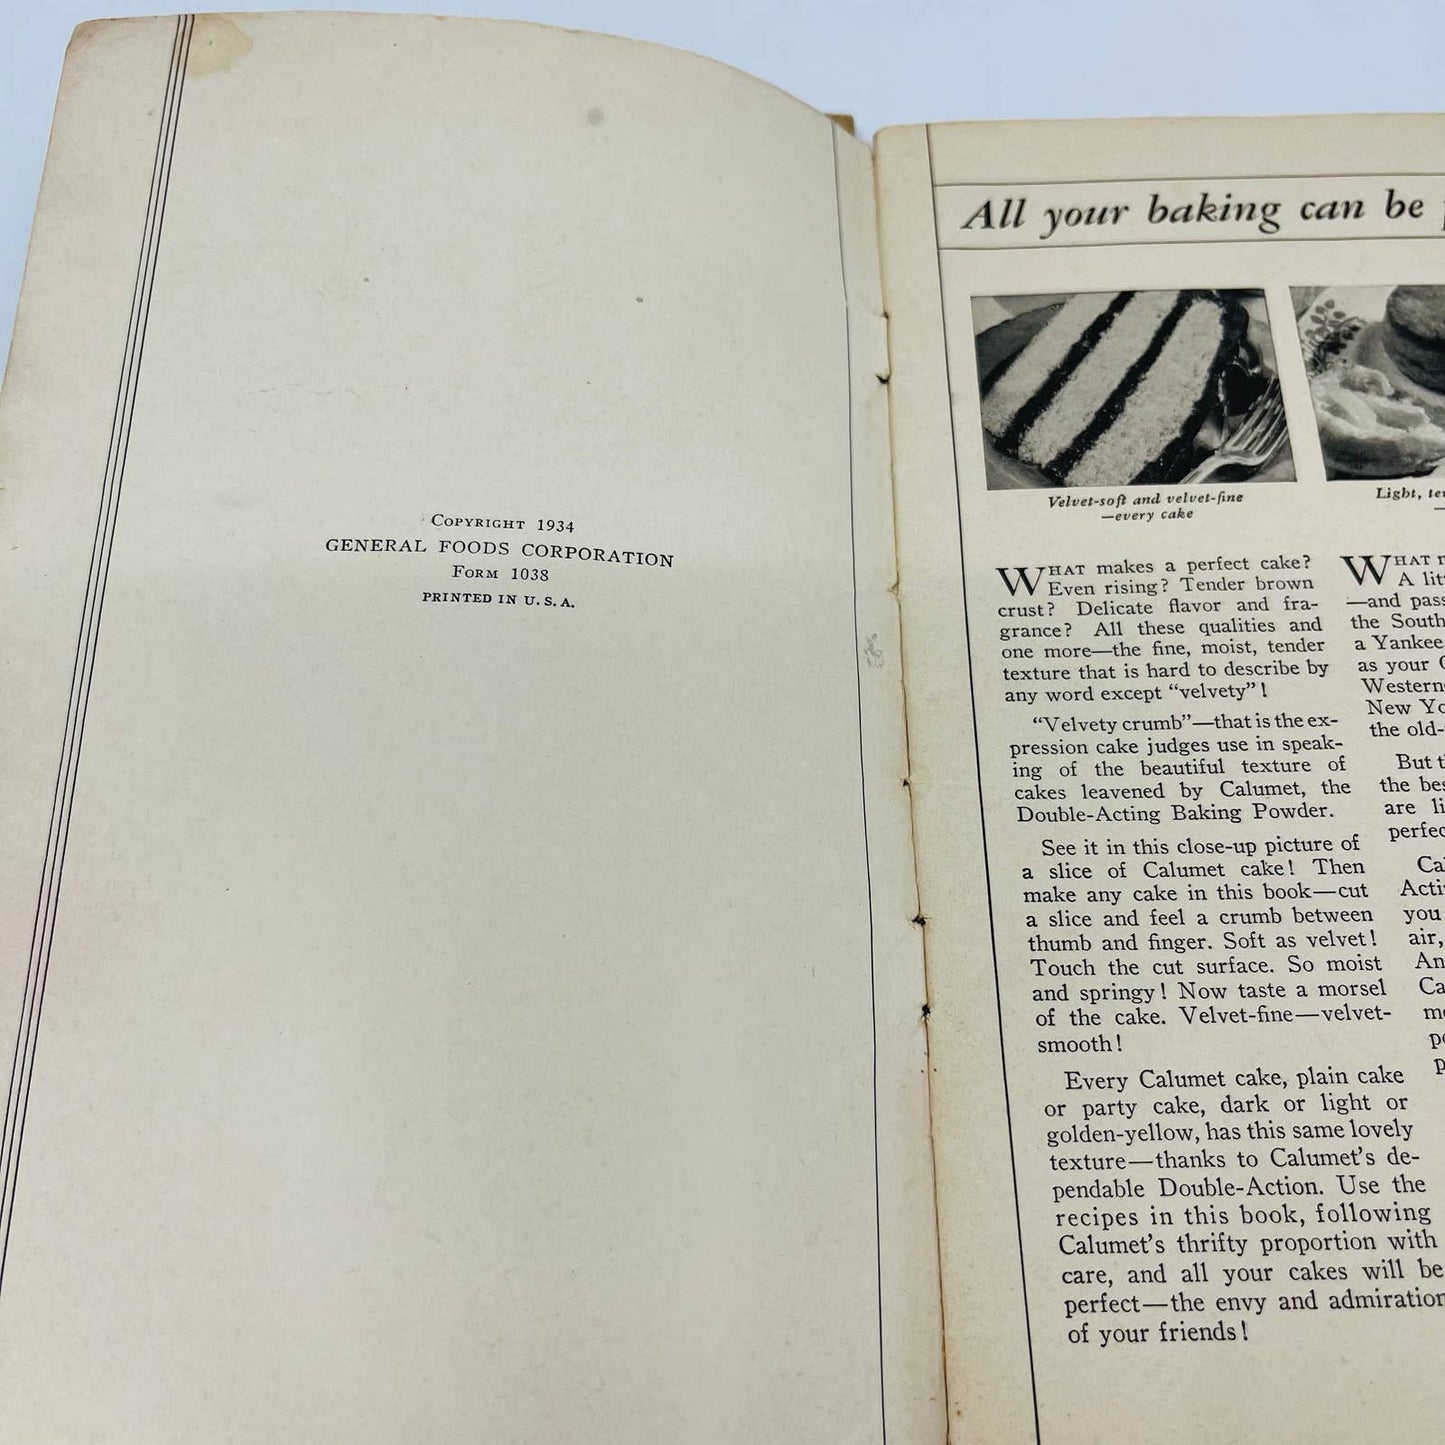 COPYRIGHT 1934
GENERAL FOODS CORPORATION
FORM 1038
PRINTED IN U. S. A.
All your baking can be
Velvet-soft and velvet-fine
—every cake
Light,
WHAT makes a perfect cake?
Even rising? Tender brown
crust? Delicate flavor and fra-
grance? All these qualities and
one more—the fine, moist, tender
texture that is hard to describe by
any word except "velvety"!
"Velvety crumb"—that is the ex-
pression cake judges use in speak-
ing of the beautiful texture of
cakes leavened by Calumet, the
Double-Acting Baking Powder.
See it in this close-up picture of
a slice of Calumet cake! Then
make any cake in this book—cut
a slice and feel a crumb between
thumb and finger. Soft as velvet!
Touch the cut surface. So moist
and springy! Now taste a morsel
of the cake. Velvet-fine—velvet-
smooth!
Every Calumet cake, plain cake
or party cake, dark or light or
golden-yellow, has this same lovely
texture—thanks to Calumet's de-
pendable Double-Action. Use the
recipes in this book, following
Calumet's thrifty proportion with
care, and all your cakes will be
perfect—the envy and admiration
of your friends!
WHAT
A
—and
the South
a Yankee
as your
Western
New
the old-
But
the
are
you
air,